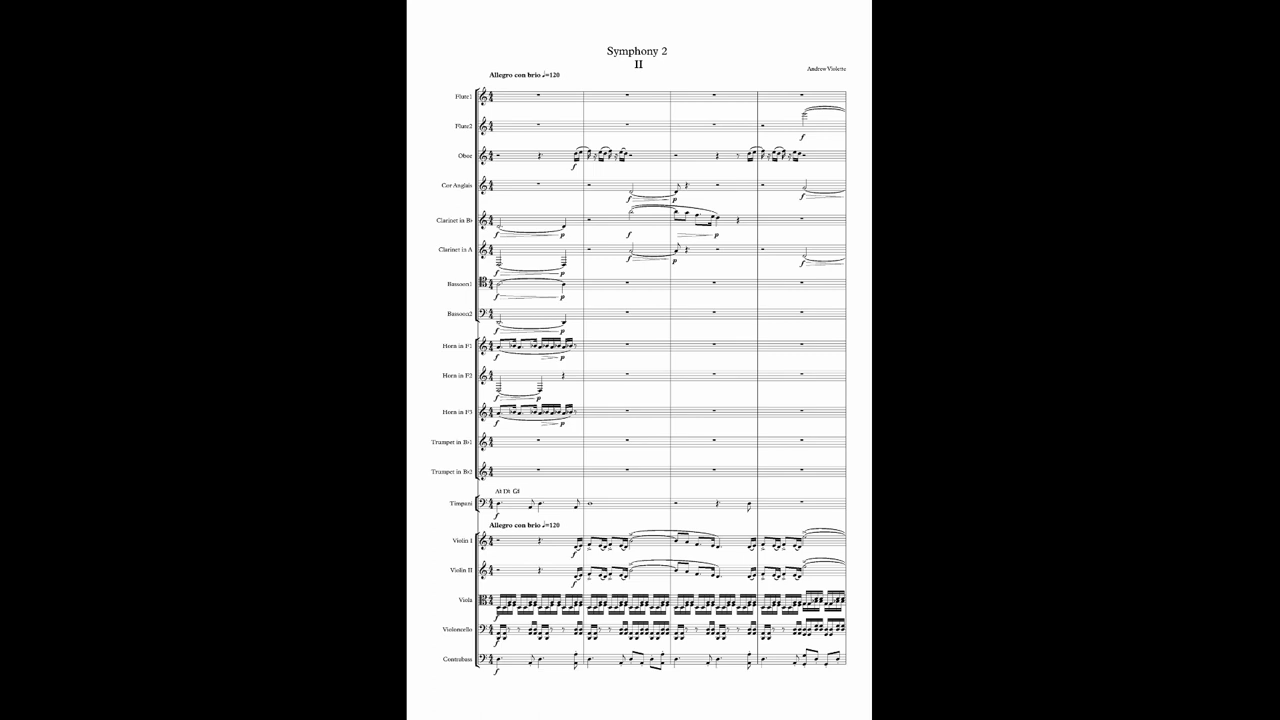 Symphony 2
II
Andrew Violette
Allegro con brio ♩=120
Flute1
Flute2
f
Oboe
f
Cor Anglais
f p f
Clarinet in B♭
f p f p
Clarinet in A
f p f p f
Bassoon1
f p
Bassoon2
f p
Horn in F1
f p
Horn in F2
f p
Horn in F3
f p
Trumpet in B♭1
Trumpet in B♭2
Timpani
f
Allegro con brio ♩=120
Violin I
f
Violin II
f
Viola
f
Violoncello
f
Contrabass
f